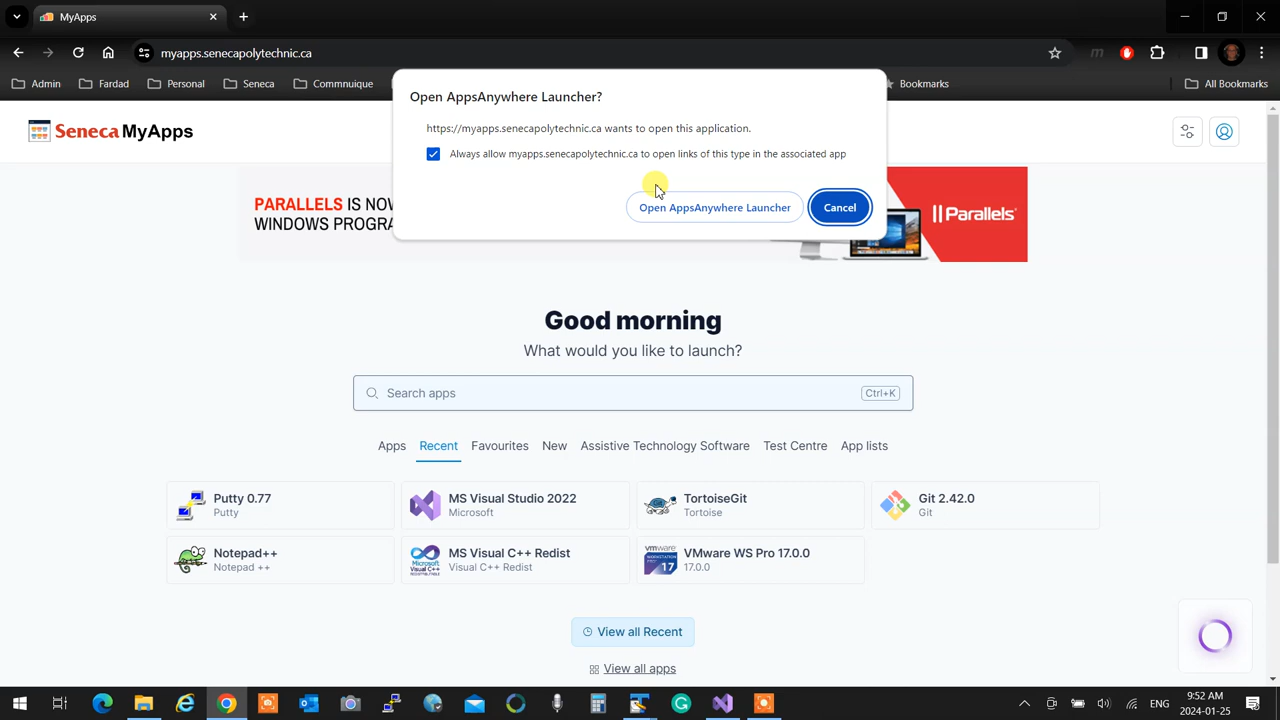 MyApps
myapps.senecapolytechnic.ca
Admin
Fardad
Personal
Seneca
Commnuique
Bookmarks
All Bookmarks
Open AppsAnywhere Launcher?
https://myapps.senecapolytechnic.ca wants to open this application.
Always allow myapps.senecapolytechnic.ca to open links of this type in the associated app
Open AppsAnywhere Launcher
Cancel
Seneca MyApps
PARALLELS IS NOW
WINDOWS PROGRA
Parallels
Good morning
What would you like to launch?
Search apps
Ctrl+K
Apps
Recent
Favourites
New
Assistive Technology Software
Test Centre
App lists
Putty 0.77
Putty
MS Visual Studio 2022
Microsoft
TortoiseGit
Tortoise
Git 2.42.0
Git
Notepad++
Notepad ++
MS Visual C++ Redist
Visual C++ Redist
VMware WS Pro 17.0.0
17.0.0
View all Recent
View all apps
ENG
9:52 AM
2024-01-25